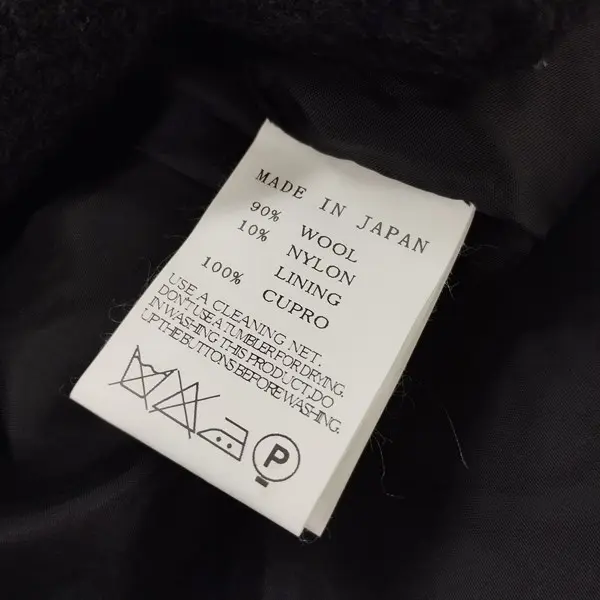 MADE IN JAPAN
90% WOOL
10% NYLON
LINING
100% CUPRO
USE A CLEANING NET.
DON'T USE A TUMBLER FOR DRYING.
IN WASHING THIS PRODUCT,DO
UP THE BUTTONS BEFORE WASHING.
P